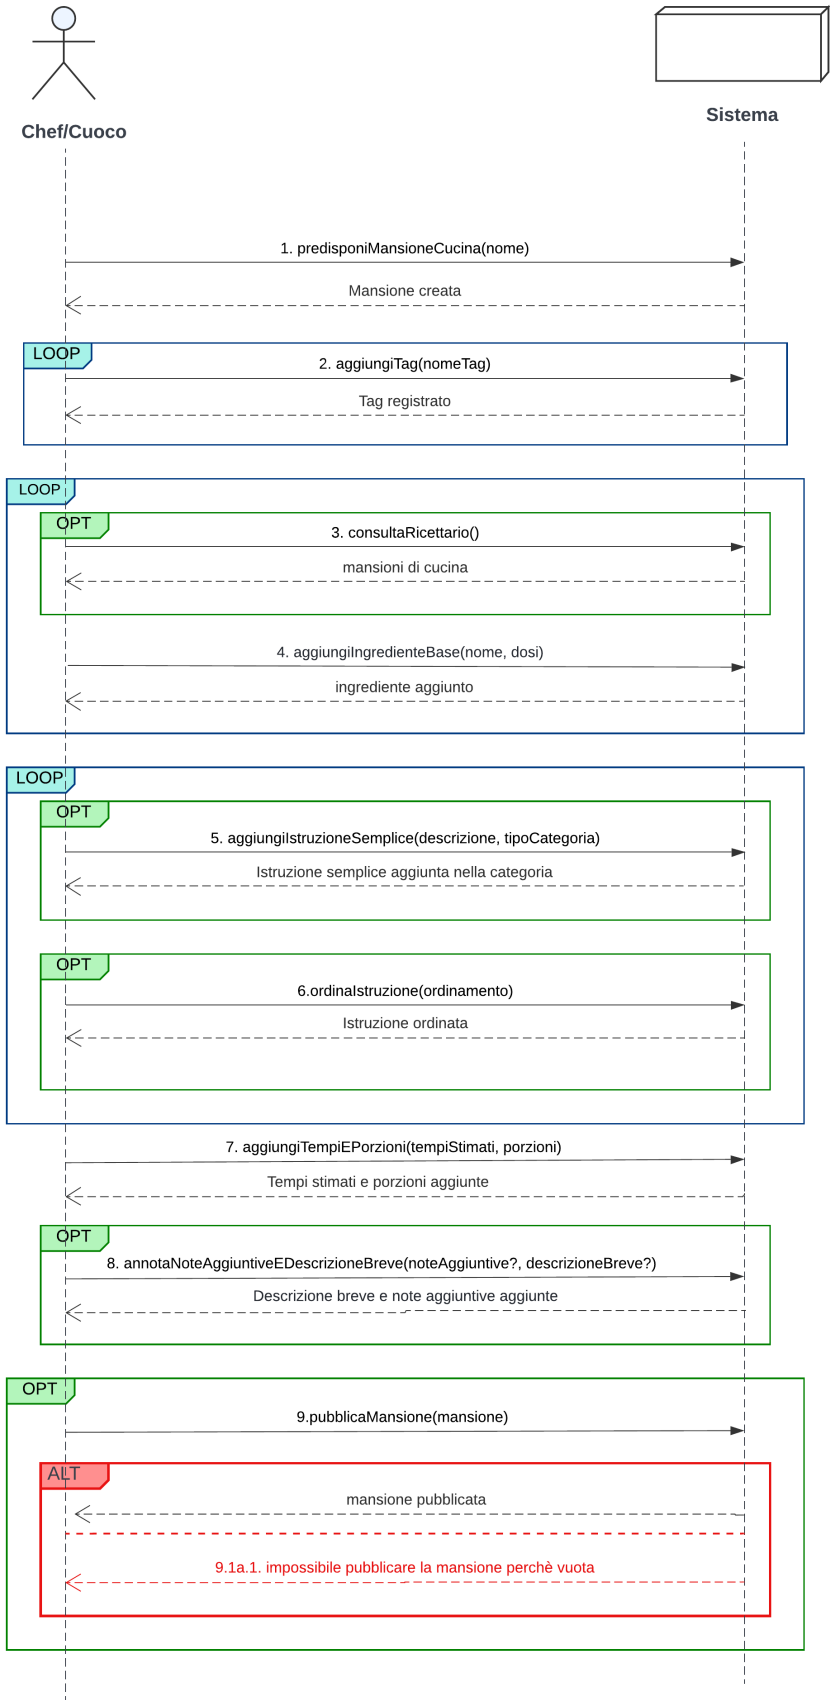 Chef/Cuoco
Sistema
1. predisponiMansioneCucina(nome)
Mansione creata
LOOP
2. aggiungiTag(nomeTag)
Tag registrato
LOOP
OPT
3. consultaRicettario()
mansioni di cucina
4. aggiungiIngredienteBase(nome, dosi)
ingrediente aggiunto
LOOP
OPT
5. aggiungiIstruzioneSemplice(descrizione, tipoCategoria)
Istruzione semplice aggiunta nella categoria
OPT
6.ordinaIstruzione(ordinamento)
Istruzione ordinata
7. aggiungiTempiEPorzioni(tempiStimati, porzioni)
Tempi stimati e porzioni aggiunte
OPT
8. annotaNoteAggiuntiveEDescrizioneBreve(noteAggiuntive?, descrizioneBreve?)
Descrizione breve e note aggiuntive aggiunte
OPT
9.pubblicaMansione(mansione)
ALT
mansione pubblicata
9.1a.1. impossibile pubblicare la mansione perchè vuota